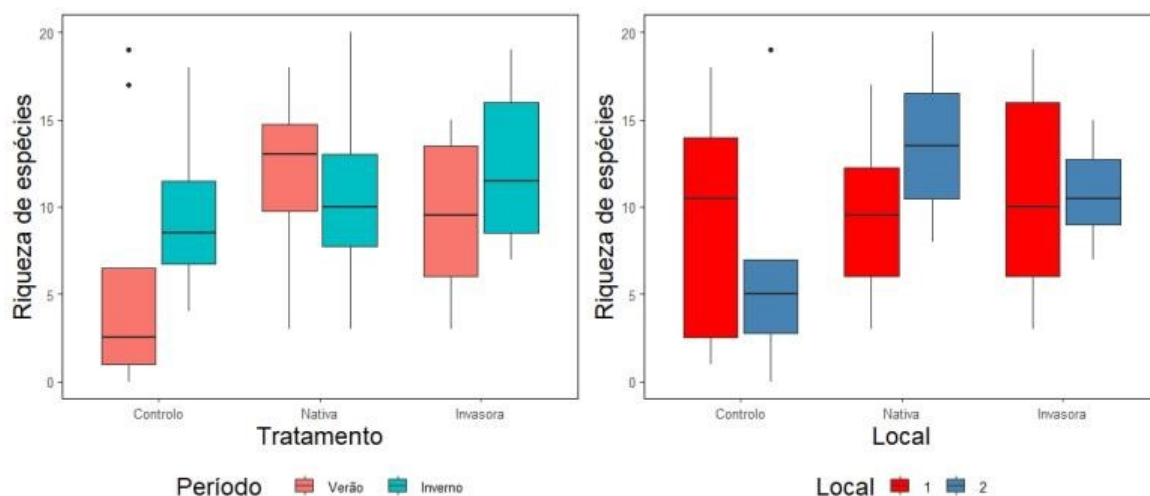 Riqueza de espécies
20
15
10
5
0
Controlo Nativa Invasora
Tratamento
Período Verão Inverno
Riqueza de espécies
20
15
10
5
0
Controlo Nativa Invasora
Local
Local 1 2